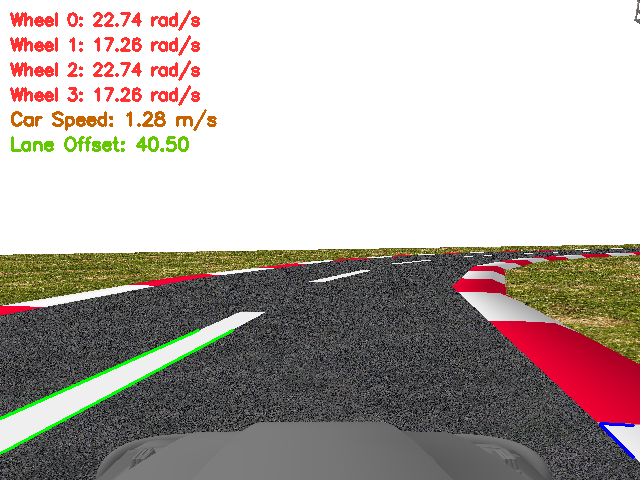 Wheel 0: 22.74 rad/s
Wheel 1: 17.26 rad/s
Wheel 2: 22.74 rad/s
Wheel 3: 17.26 rad/s
Car Speed: 1.28 m/s
Lane Offset: 40.50